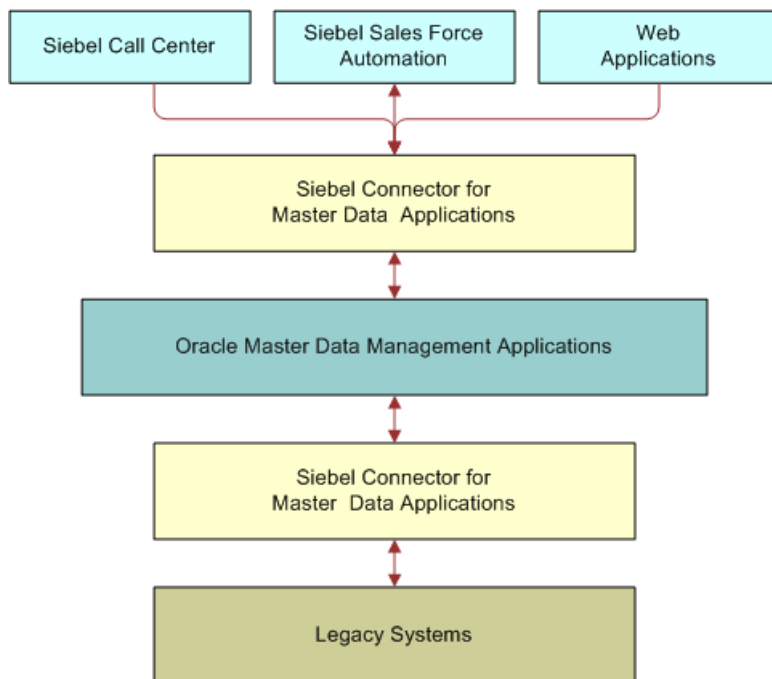 Siebel Call Center
Siebel Sales Force
Automation
Web
Applications
Siebel Connector for
Master Data Applications
Oracle Master Data Management Applications
Siebel Connector for
Master Data Applications
Legacy Systems